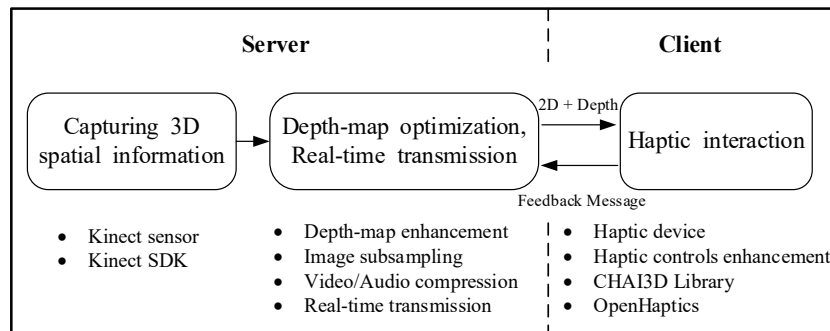 Server
Client
Capturing 3D
spatial information
Depth-map optimization,
Real-time transmission
2D + Depth
Feedback Message
Haptic interaction
• Kinect sensor
• Kinect SDK
• Depth-map enhancement
• Image subsampling
• Video/Audio compression
• Real-time transmission
• Haptic device
• Haptic controls enhancement
• CHAI3D Library
• OpenHaptics